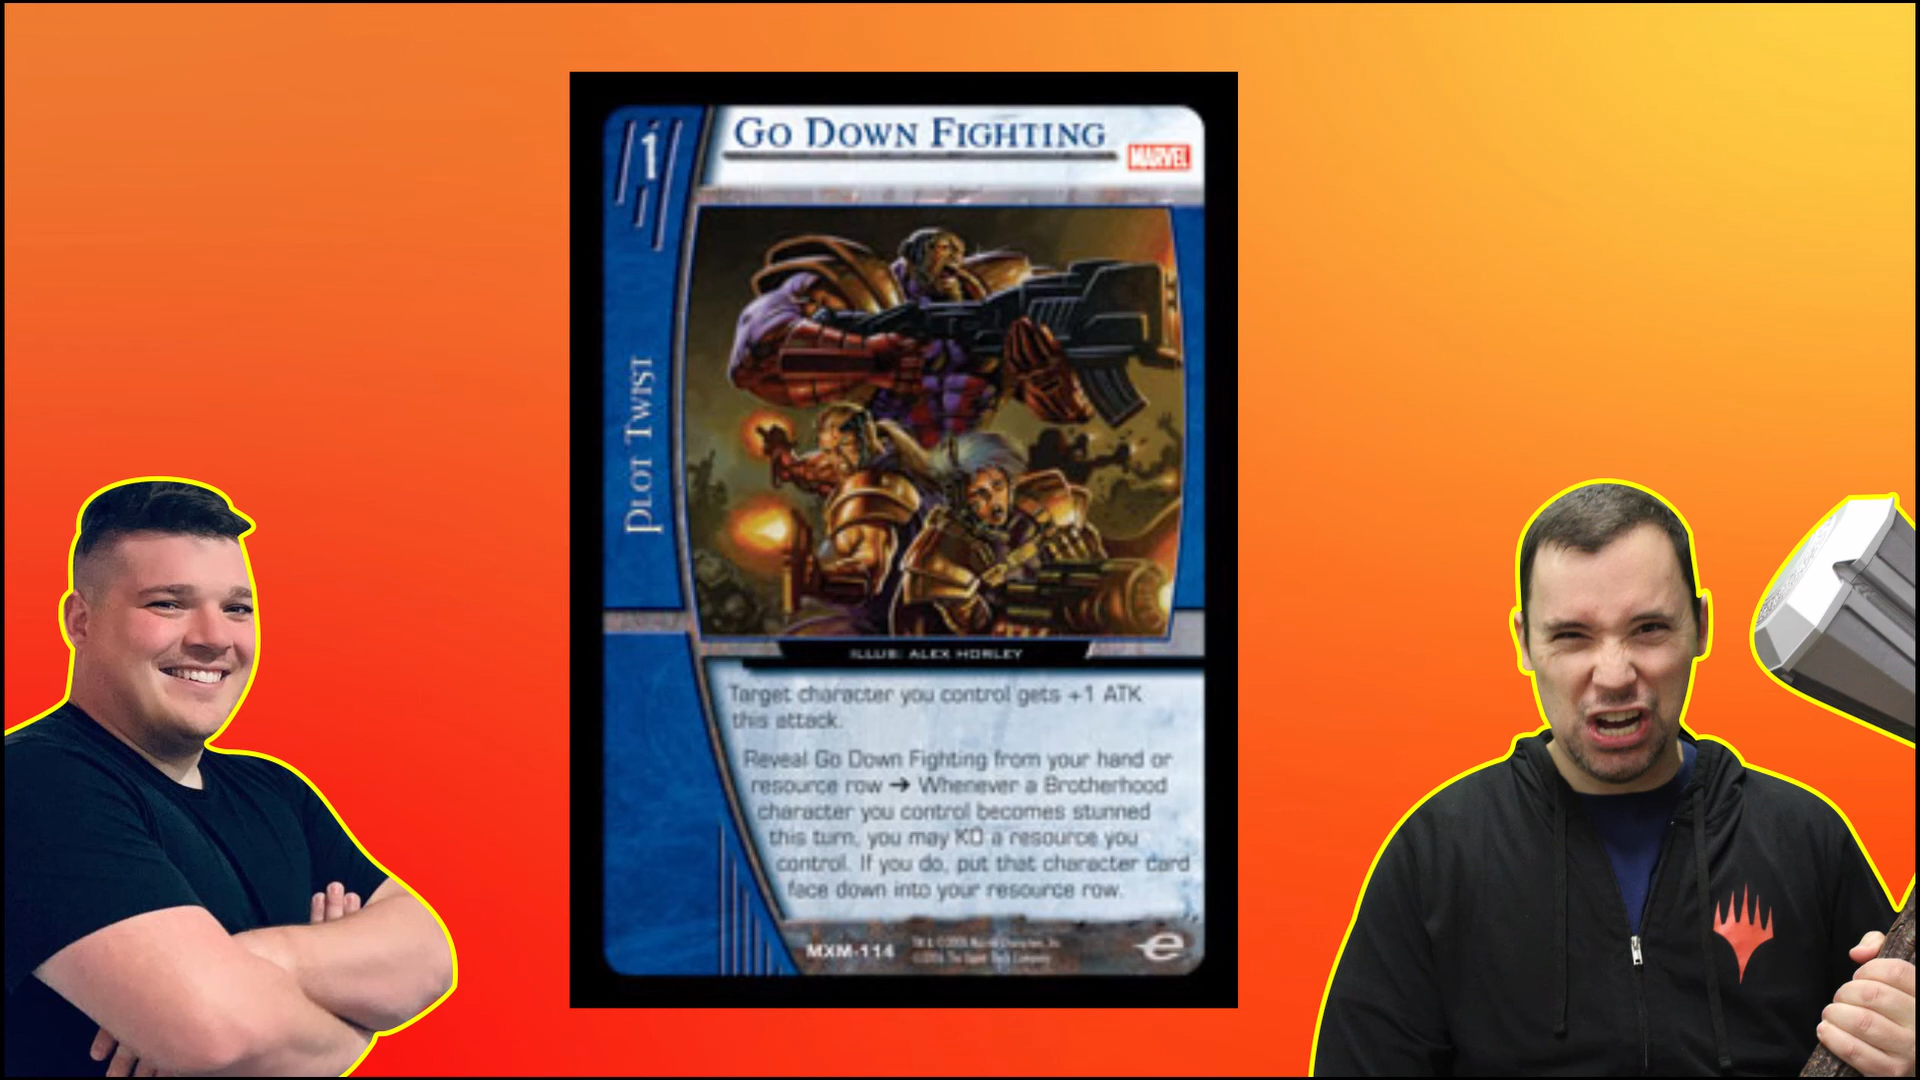 1
GO DOWN FIGHTING
MARVEL
PLOT TWIST
ILLUS: ALEX HORLEY
Target character you control gets +1 ATK
this attack.
Reveal Go Down Fighting from your hand or
resource row → Whenever a Brotherhood
character you control becomes stunned
this turn, you may KO a resource you
control. If you do, put that character card
face down into your resource row.
MXM-114